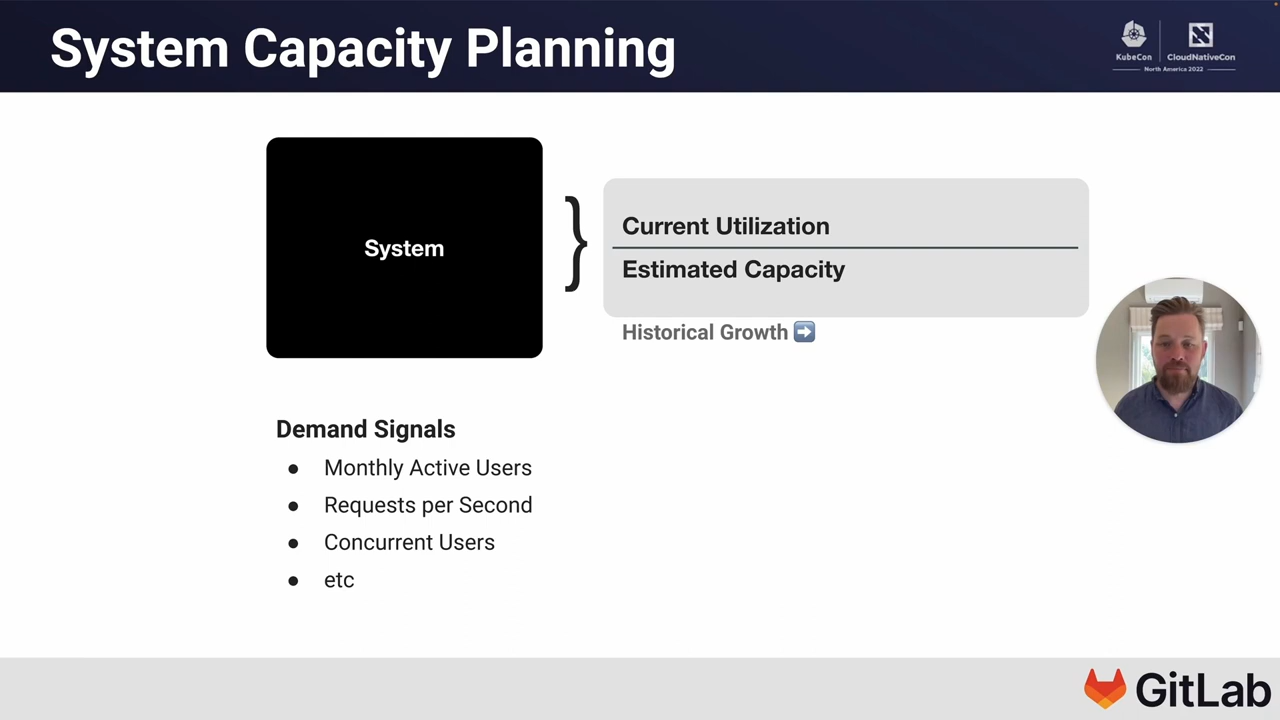 System Capacity Planning
KubeCon
CloudNativeCon
North America 2022
System
}
Current Utilization
Estimated Capacity
Historical Growth ➡️
Demand Signals
● Monthly Active Users
● Requests per Second
● Concurrent Users
● etc
GitLab